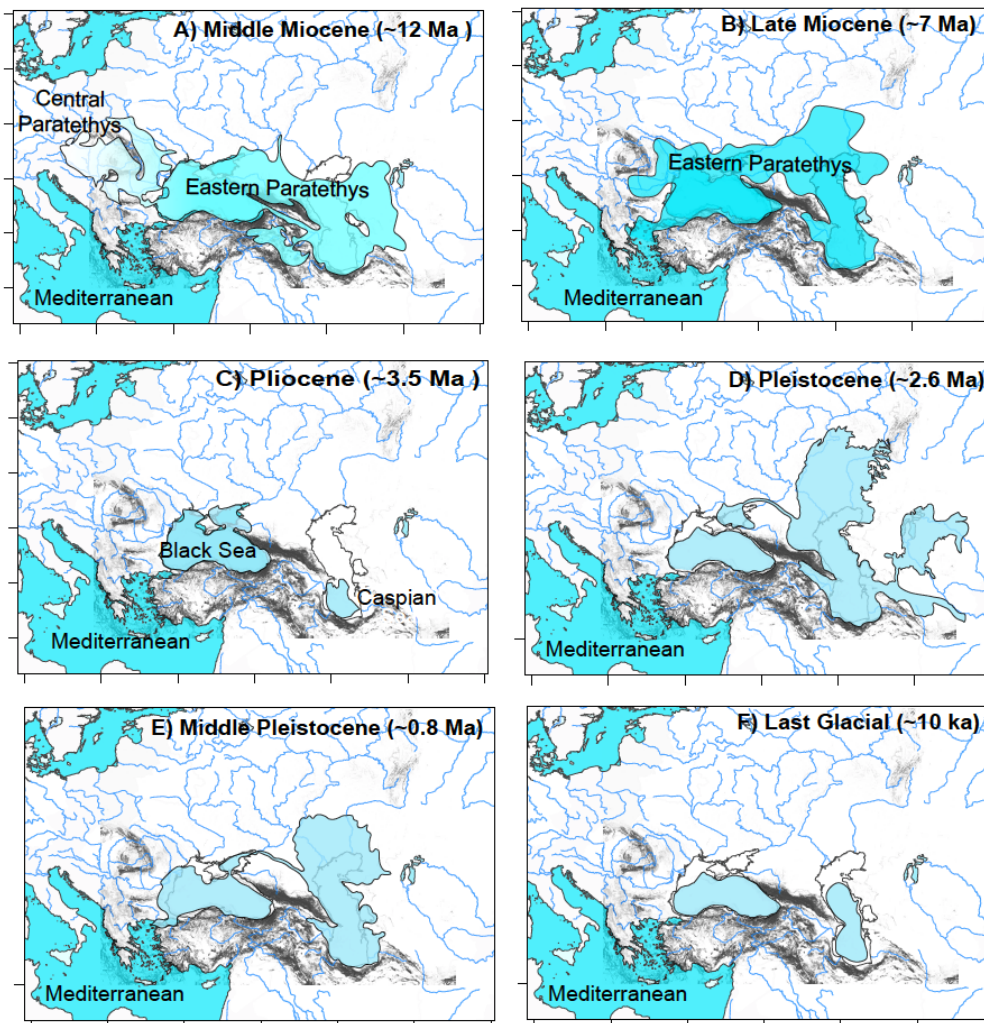 A) Middle Miocene (~12 Ma )
Central
Paratethys
Eastern Paratethys
Mediterranean
B) Late Miocene (~7 Ma)
Eastern Paratethys
Mediterranean
C) Pliocene (~3.5 Ma )
Black Sea
Caspian
Mediterranean
D) Pleistocene (~2.6 Ma)
Mediterranean
E) Middle Pleistocene (~0.8 Ma)
Mediterranean
F) Last Glacial (~10 ka)
Mediterranean